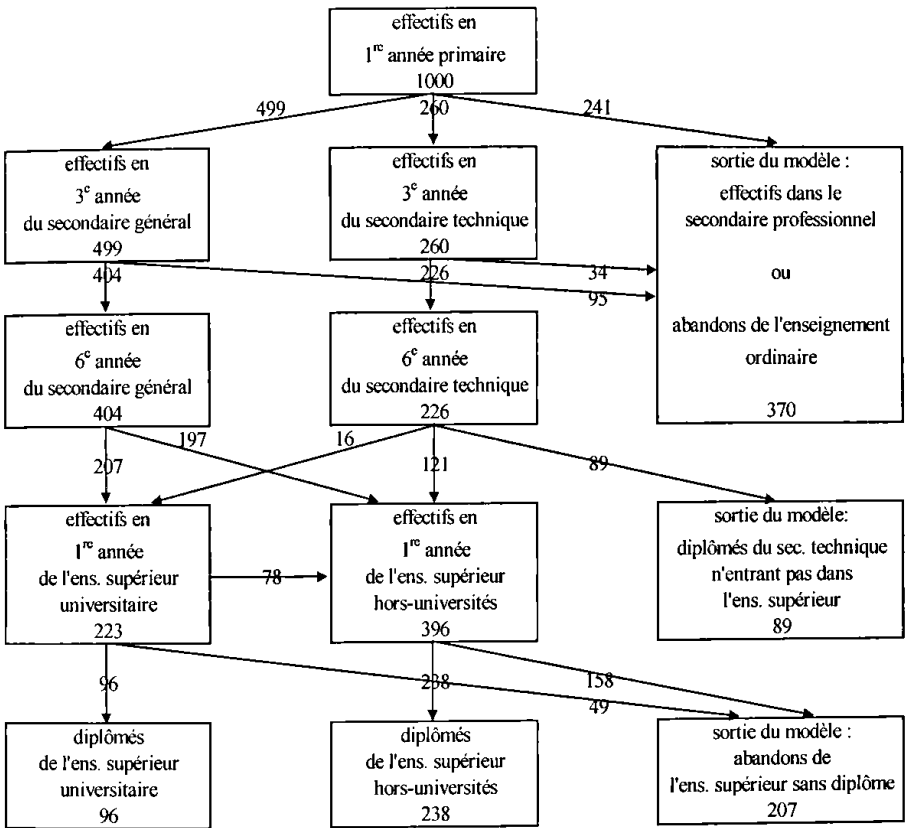 effectifs en
1re année primaire
1000
499
260
241
effectifs en
3e année
du secondaire général
499
effectifs en
3e année
du secondaire technique
260
sortie du modèle :
effectifs dans le
secondaire professionnel
ou
abandons de l'enseignement
ordinaire
370
404
226
34
95
effectifs en
6e année
du secondaire général
404
effectifs en
6e année
du secondaire technique
226
207
197
16
121
89
effectifs en
1re année
de l'ens. supérieur
universitaire
223
78
effectifs en
1re année
de l'ens. supérieur
hors-universités
396
sortie du modèle:
diplômés du sec. technique
n'entrant pas dans
l'ens. supérieur
89
96
238
49
158
diplômés
de l'ens. supérieur
universitaire
96
diplômés
de l'ens. supérieur
hors-universités
238
sortie du modèle :
abandons de
l'ens. supérieur sans diplôme
207